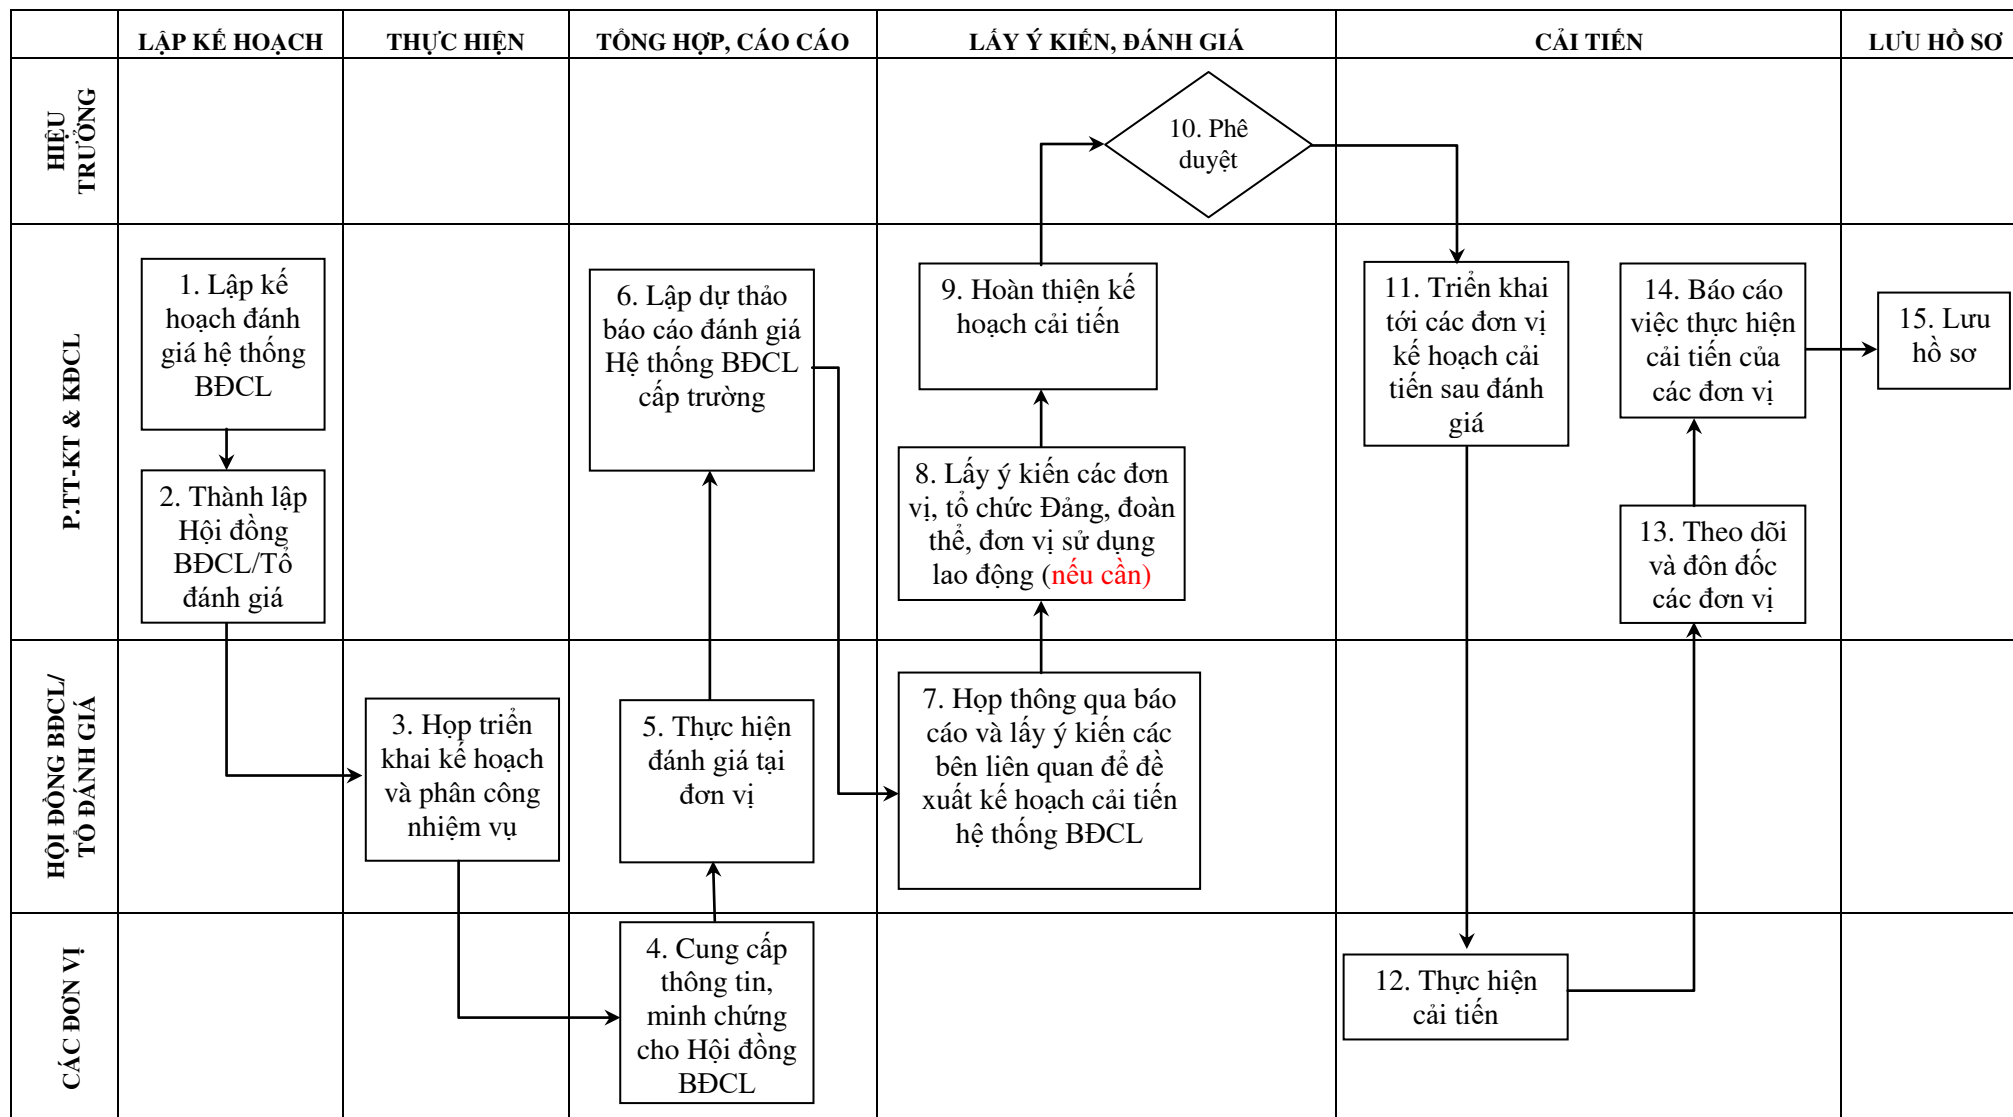 LẬP KẾ HOẠCH
THỰC HIỆN
TỔNG HỢP, CÁO CÁO
LẤY Ý KIẾN, ĐÁNH GIÁ
CẢI TIẾN
LƯU HỒ SƠ
HIỆU
TRƯỞNG
10. Phê
duyệt
P.TT-KT & KĐCL
1. Lập kế
hoạch đánh
giá hệ thống
BĐCL
2. Thành lập
Hội đồng
BĐCL/Tổ
đánh giá
6. Lập dự thảo
báo cáo đánh giá
Hệ thống BĐCL
cấp trường
9. Hoàn thiện kế
hoạch cải tiến
8. Lấy ý kiến các đơn
vị, tổ chức Đảng, đoàn
thể, đơn vị sử dụng
lao động (nếu cần)
11. Triển khai
tới các đơn vị
kế hoạch cải
tiến sau đánh
giá
14. Báo cáo
việc thực hiện
cải tiến của
các đơn vị
13. Theo dõi
và đôn đốc
các đơn vị
15. Lưu
hồ sơ
HỘI ĐỒNG BĐCL/
TỔ ĐÁNH GIÁ
3. Họp triển
khai kế hoạch
và phân công
nhiệm vụ
5. Thực hiện
đánh giá tại
đơn vị
7. Họp thông qua báo
cáo và lấy ý kiến các
bên liên quan để đề
xuất kế hoạch cải tiến
hệ thống BĐCL
CÁC ĐƠN VỊ
4. Cung cấp
thông tin,
minh chứng
cho Hội đồng
BĐCL
12. Thực hiện
cải tiến